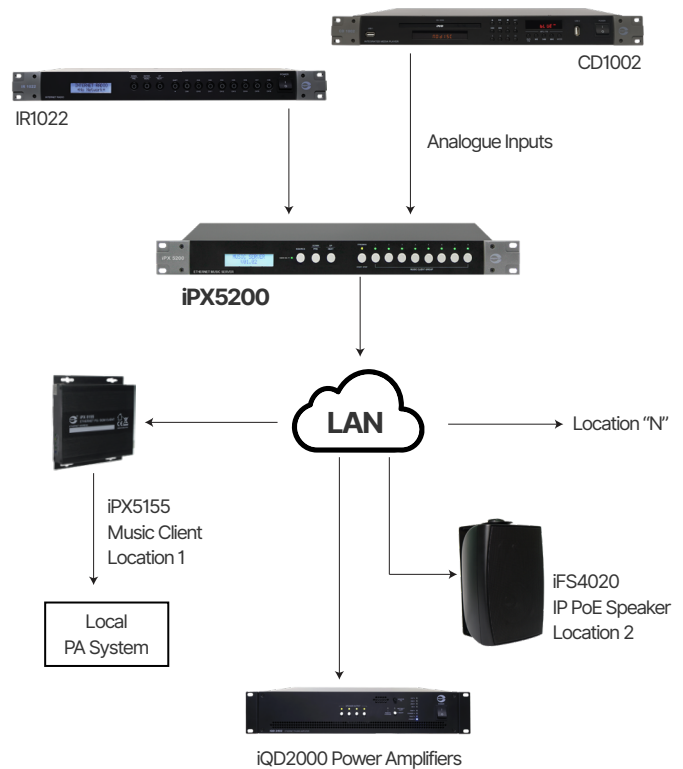 CD1002
IR1022
Analogue Inputs
iPX5200
LAN
Location “N”
iPX5155
Music Client
Location 1
Local
PA System
iFS4020
IP PoE Speaker
Location 2
iQD2000 Power Amplifiers